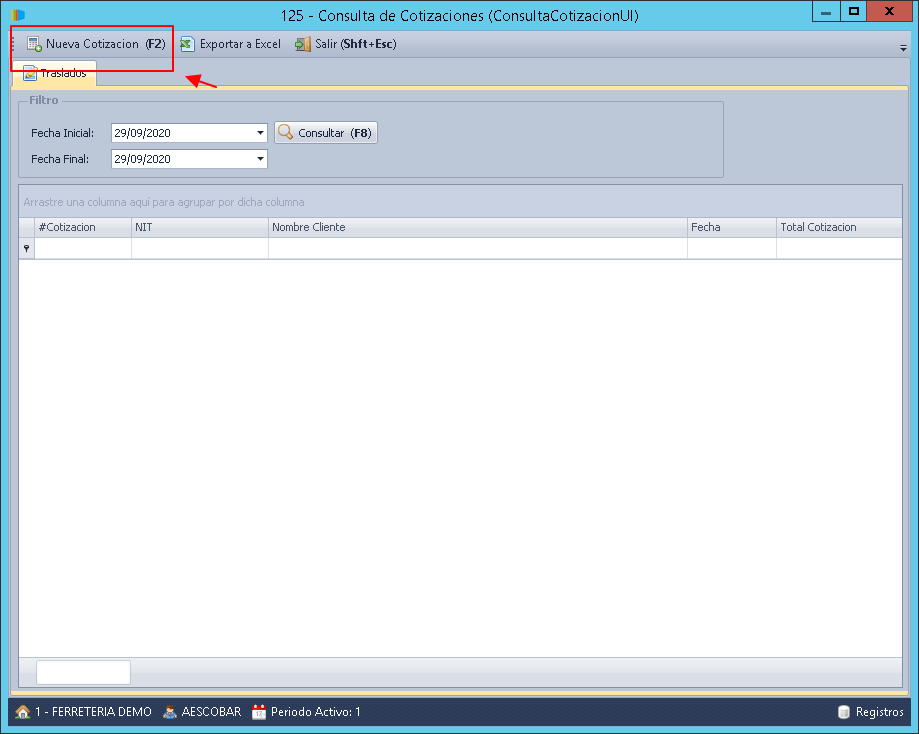 125 - Consulta de Cotizaciones (ConsultaCotizacionUI)
Nueva Cotizacion (F2) Exportar a Excel Salir (Shft+Esc)
Traslados
Filtro
Fecha Inicial: 29/09/2020 Consultar (F8)
Fecha Final: 29/09/2020
Arrastre una columna aquí para agrupar por dicha columna
#Cotizacion NIT Nombre Cliente Fecha Total Cotizacion
1 - FERRETERIA DEMO AESCOBAR Periodo Activo: 1 Registros